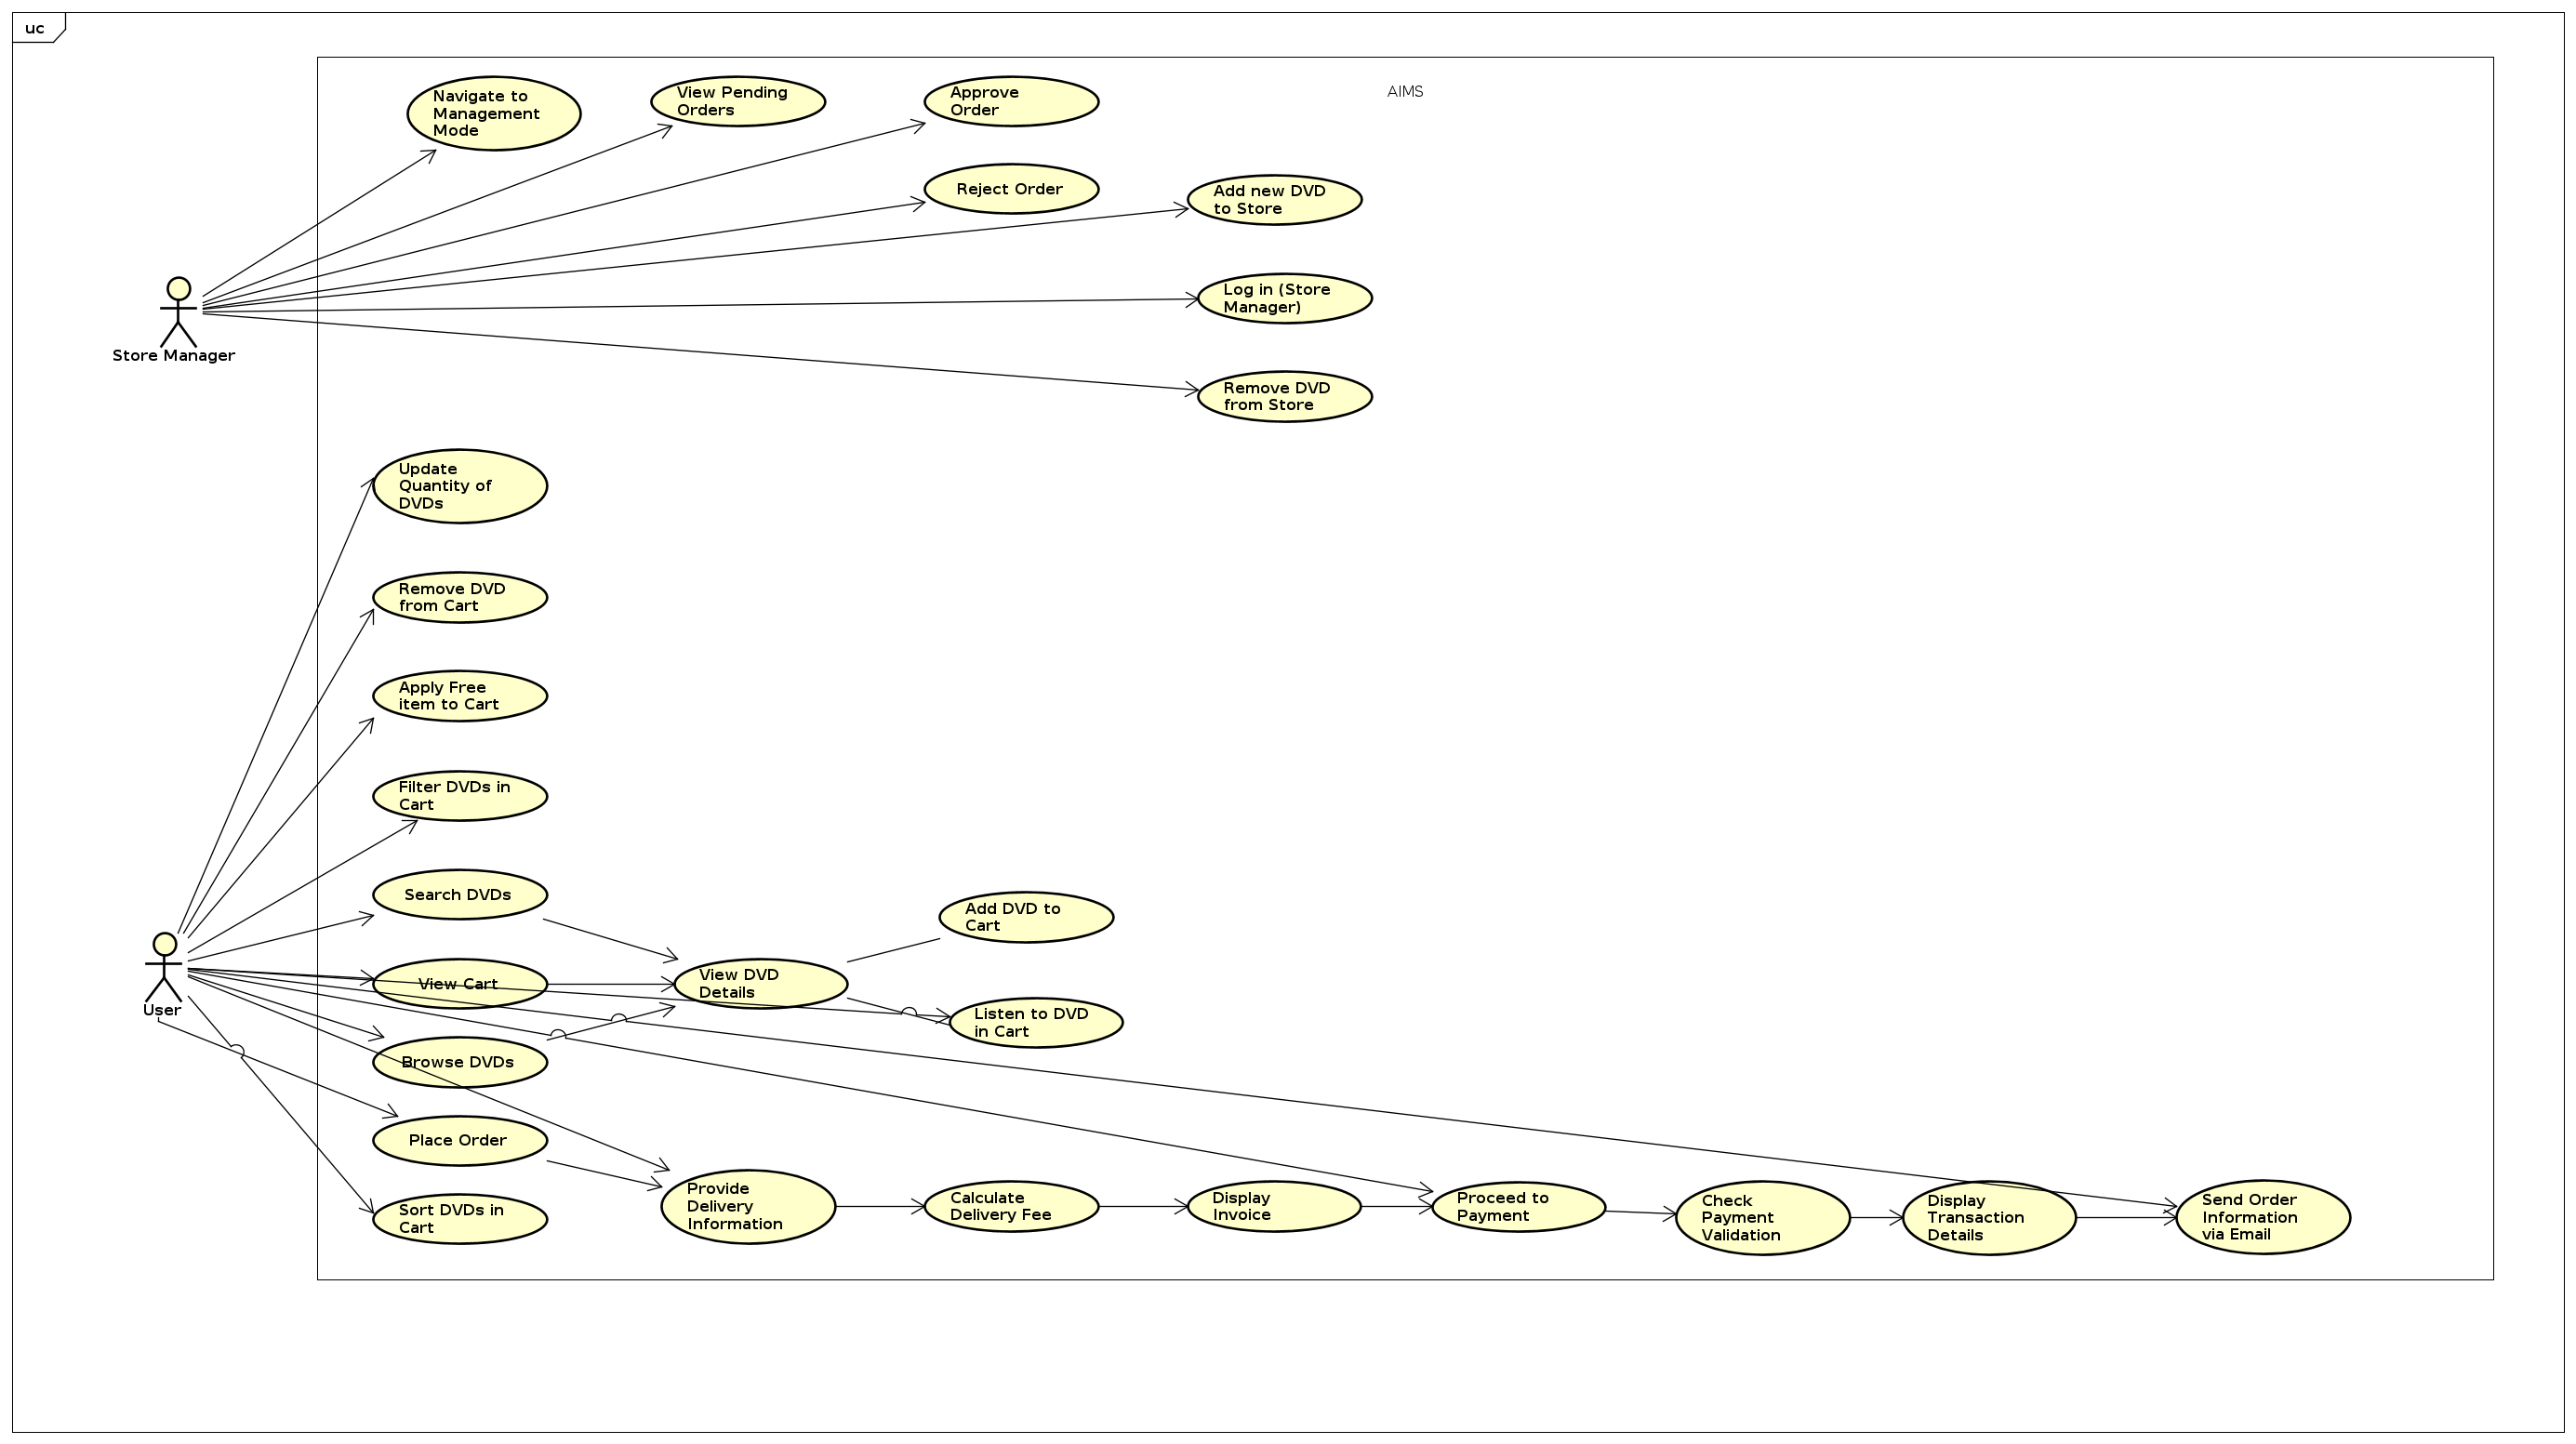 uc
AIMS
Navigate to
Management
Mode
View Pending
Orders
Approve
Order
Reject Order
Add new DVD
to Store
Log in (Store
Manager)
Store Manager
Remove DVD
from Store
Update
Quantity of
DVDs
Remove DVD
from Cart
Apply Free
item to Cart
Filter DVDs in
Cart
Search DVDs
Add DVD to
Cart
View Cart
View DVD
Details
User
Listen to DVD
in Cart
Browse DVDs
Place Order
Sort DVDs in
Cart
Provide
Delivery
Information
Calculate
Delivery Fee
Display
Invoice
Proceed to
Payment
Check
Payment
Validation
Display
Transaction
Details
Send Order
Information
via Email